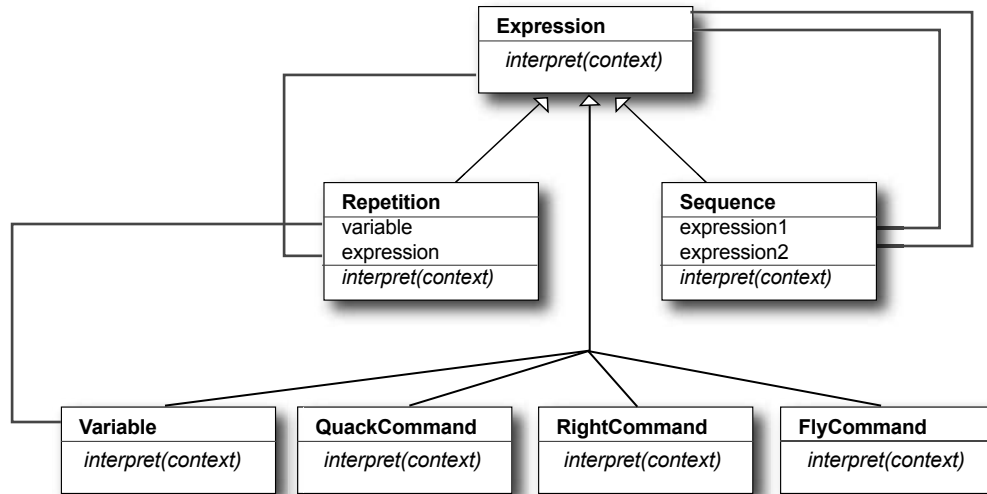 Expression
interpret(context)
Repetition
variable
expression
interpret(context)
Sequence
expression1
expression2
interpret(context)
Variable
interpret(context)
QuackCommand
interpret(context)
RightCommand
interpret(context)
FlyCommand
interpret(context)